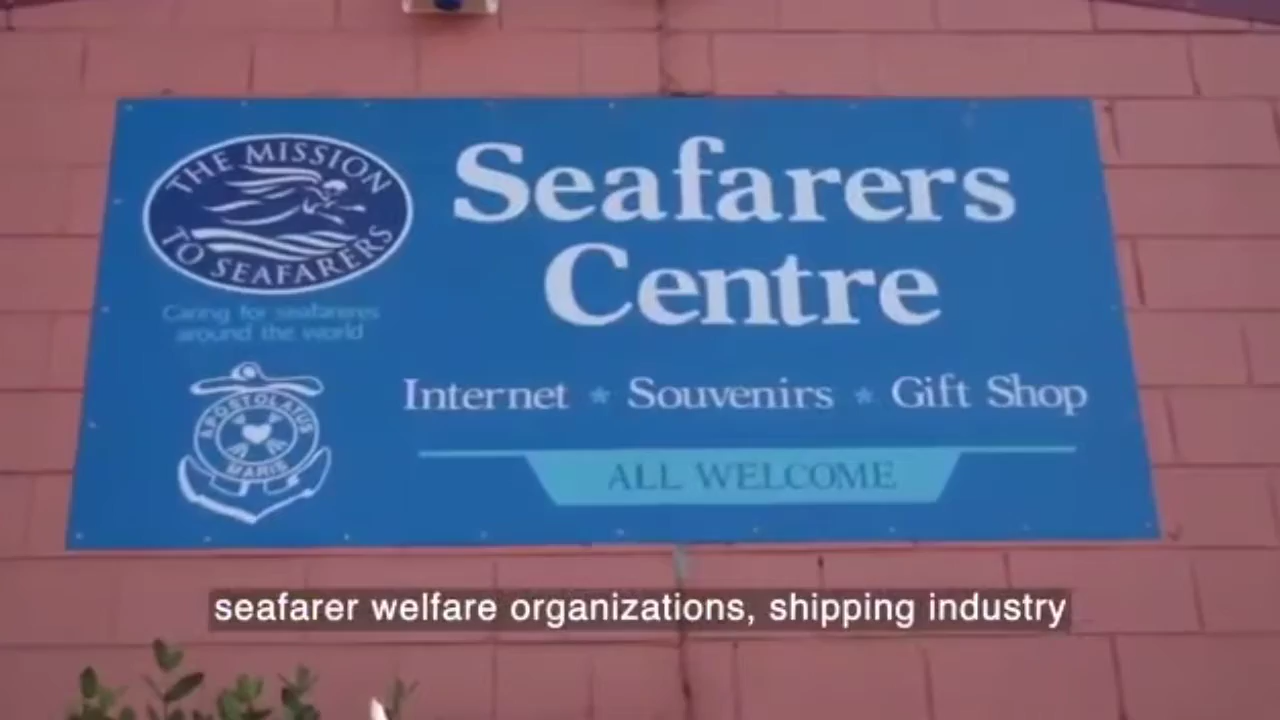 THE MISSION
TO SEAFARERS
Caring for seafareres
around the world
APOSTOLATUS
MARIS
Seafarers
Centre
Internet * Souvenirs * Gift Shop
ALL WELCOME
seafarer welfare organizations, shipping industry